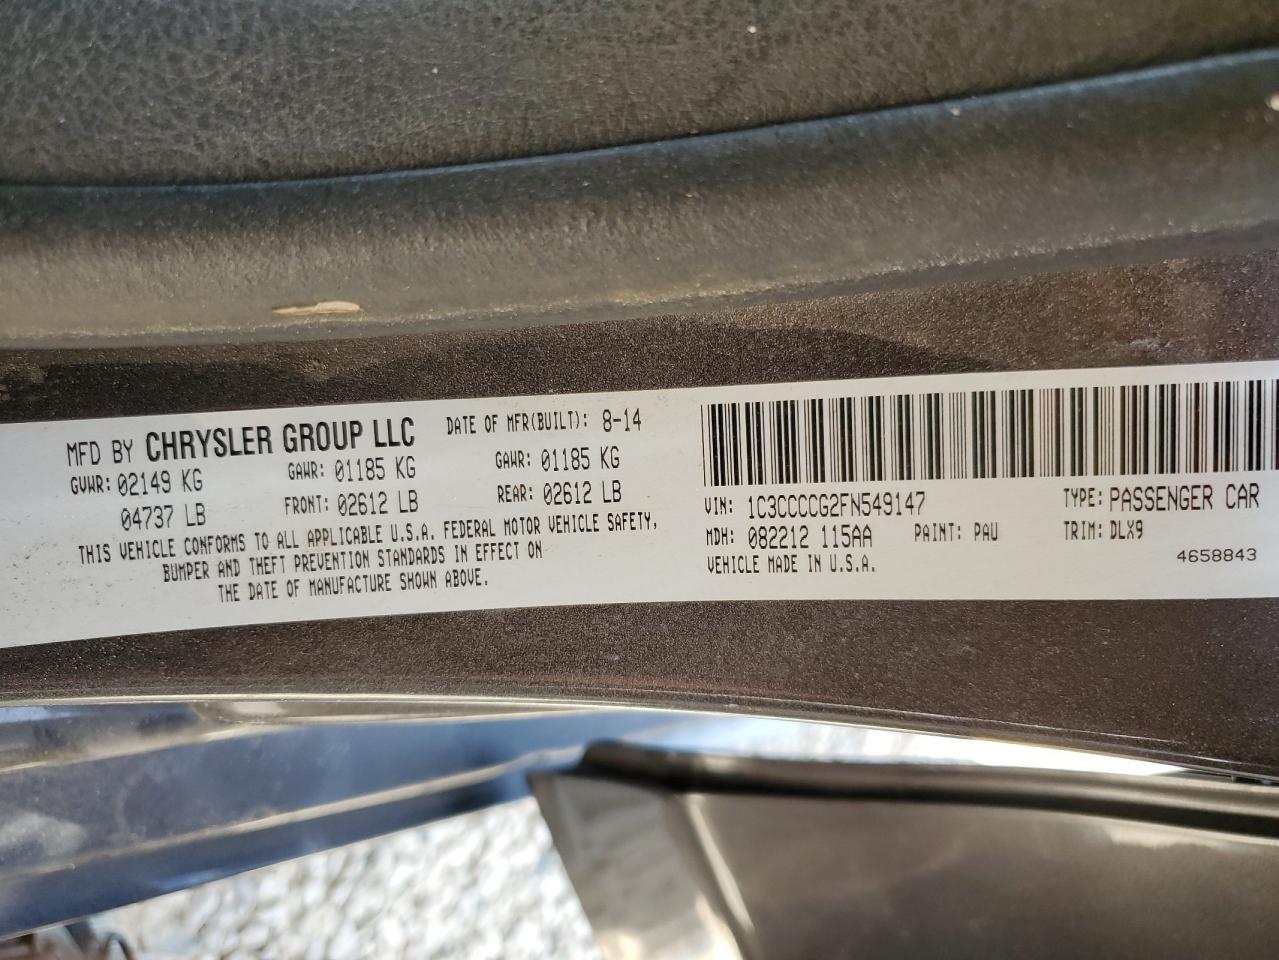 MFD BY CHRYSLER GROUP LLC DATE OF MFR(BUILT): 8-14
GVWR: 02149 KG GAWR: 01185 KG GAWR: 01185 KG
04737 LB FRONT: 02612 LB REAR: 02612 LB
THIS VEHICLE CONFORMS TO ALL APPLICABLE U.S.A. FEDERAL MOTOR VEHICLE SAFETY,
BUMPER AND THEFT PREVENTION STANDARDS IN EFFECT ON
THE DATE OF MANUFACTURE SHOWN ABOVE.
VIN: 1C3CCCCG2FN549147 TYPE: PASSENGER CAR
MDH: 082212 115AA PAINT: PAU TRIM: DLX9
VEHICLE MADE IN U.S.A. 4658843